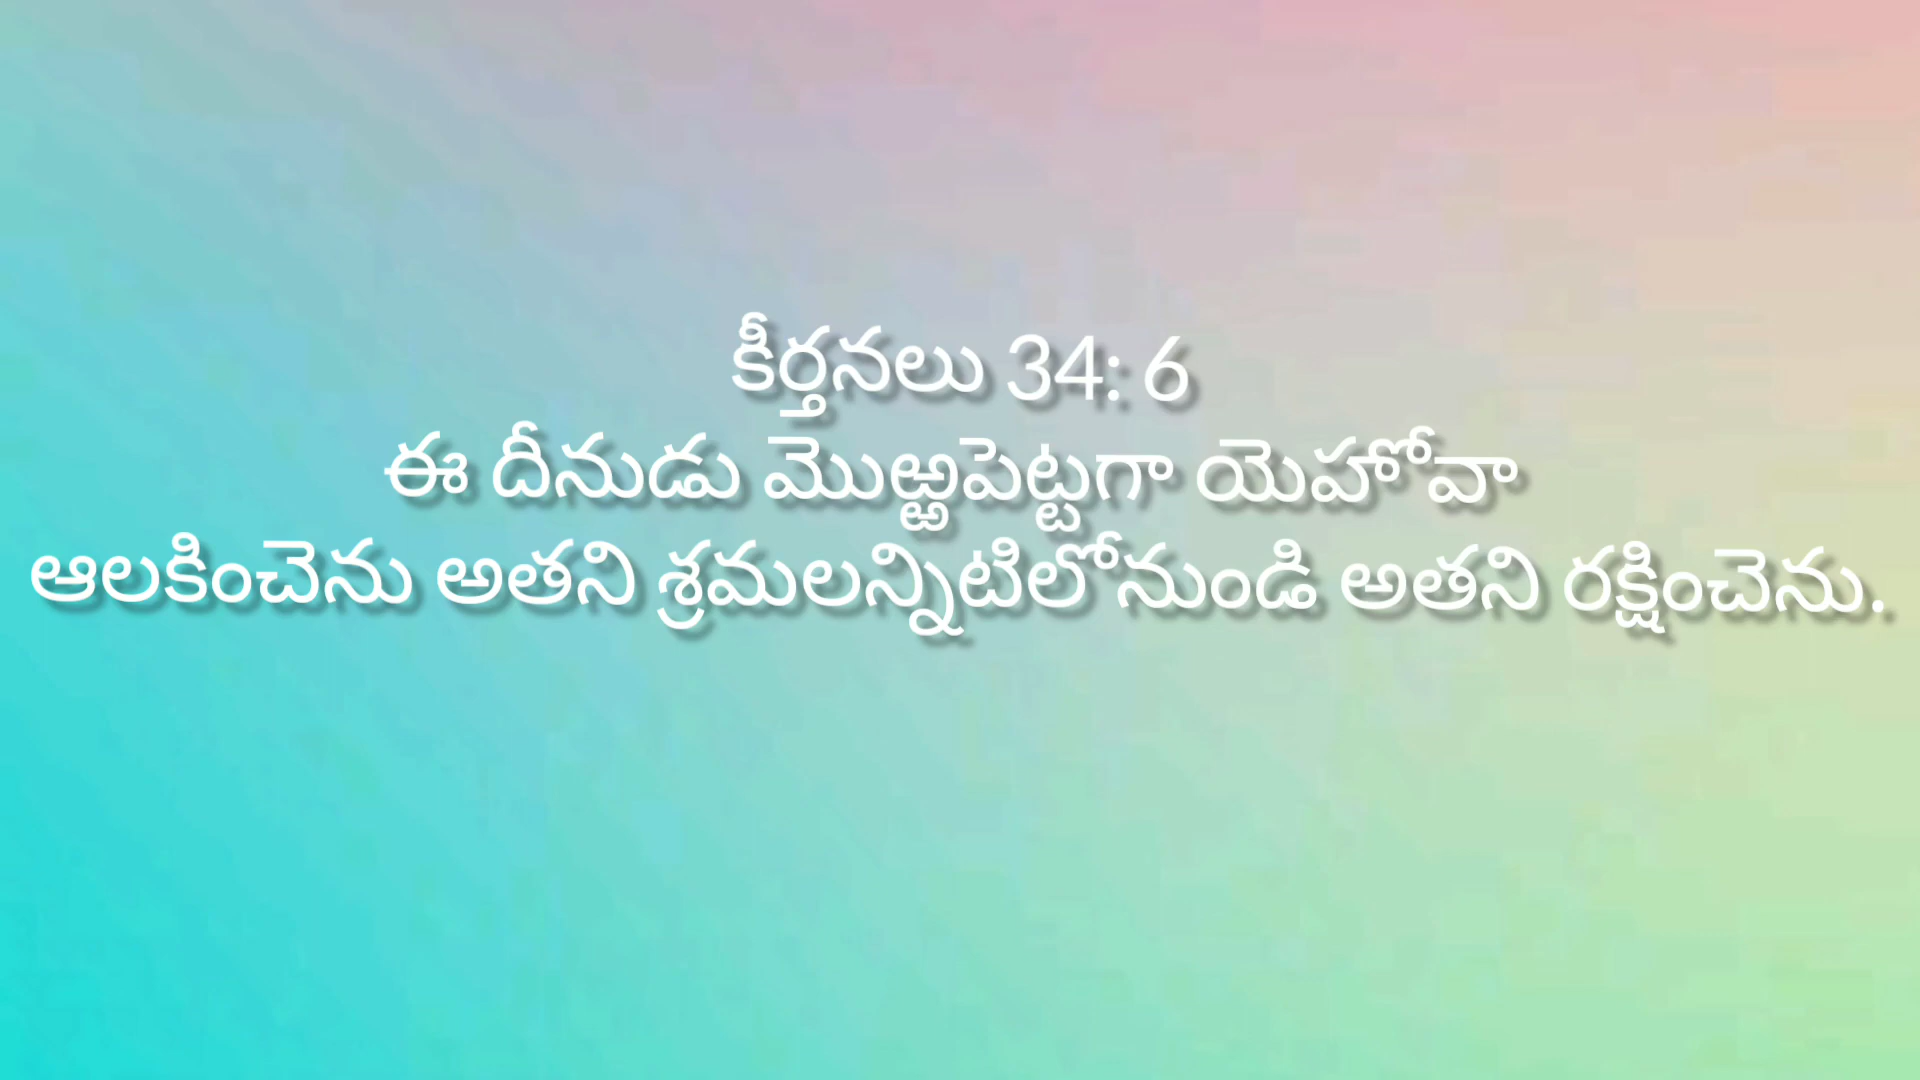 కీర్తనలు 34: 6
ఈ దీనుడు మొఱ్ఱపెట్టగా యెహోవా
ఆలకించెను అతని శ్రమలన్నిటిలోనుండి అతని రక్షించెను.